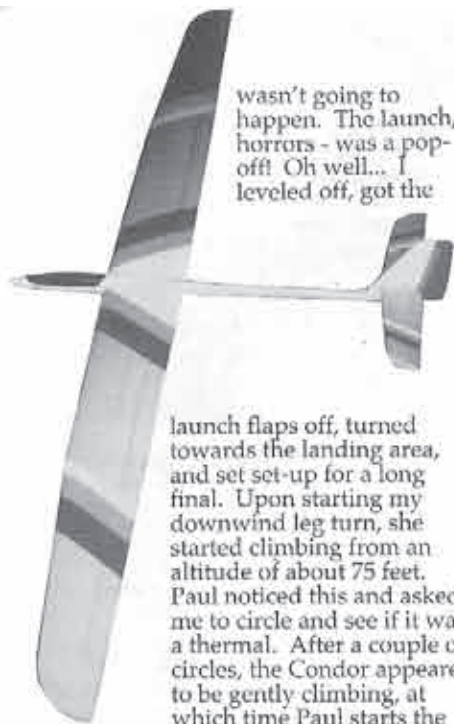 wasn't going to
happen. The launch,
horrors - was a pop-
off! Oh well... I
leveled off, got the
launch flaps off, turned
towards the landing area,
and set set-up for a long
final. Upon starting my
downwind leg turn, she
started climbing from an
altitude of about 75 feet.
Paul noticed this and asked
me to circle and see if it wa
a thermal. After a couple o
circles, the Condor appeare
to be gently climbing, at
which time Paul starts the